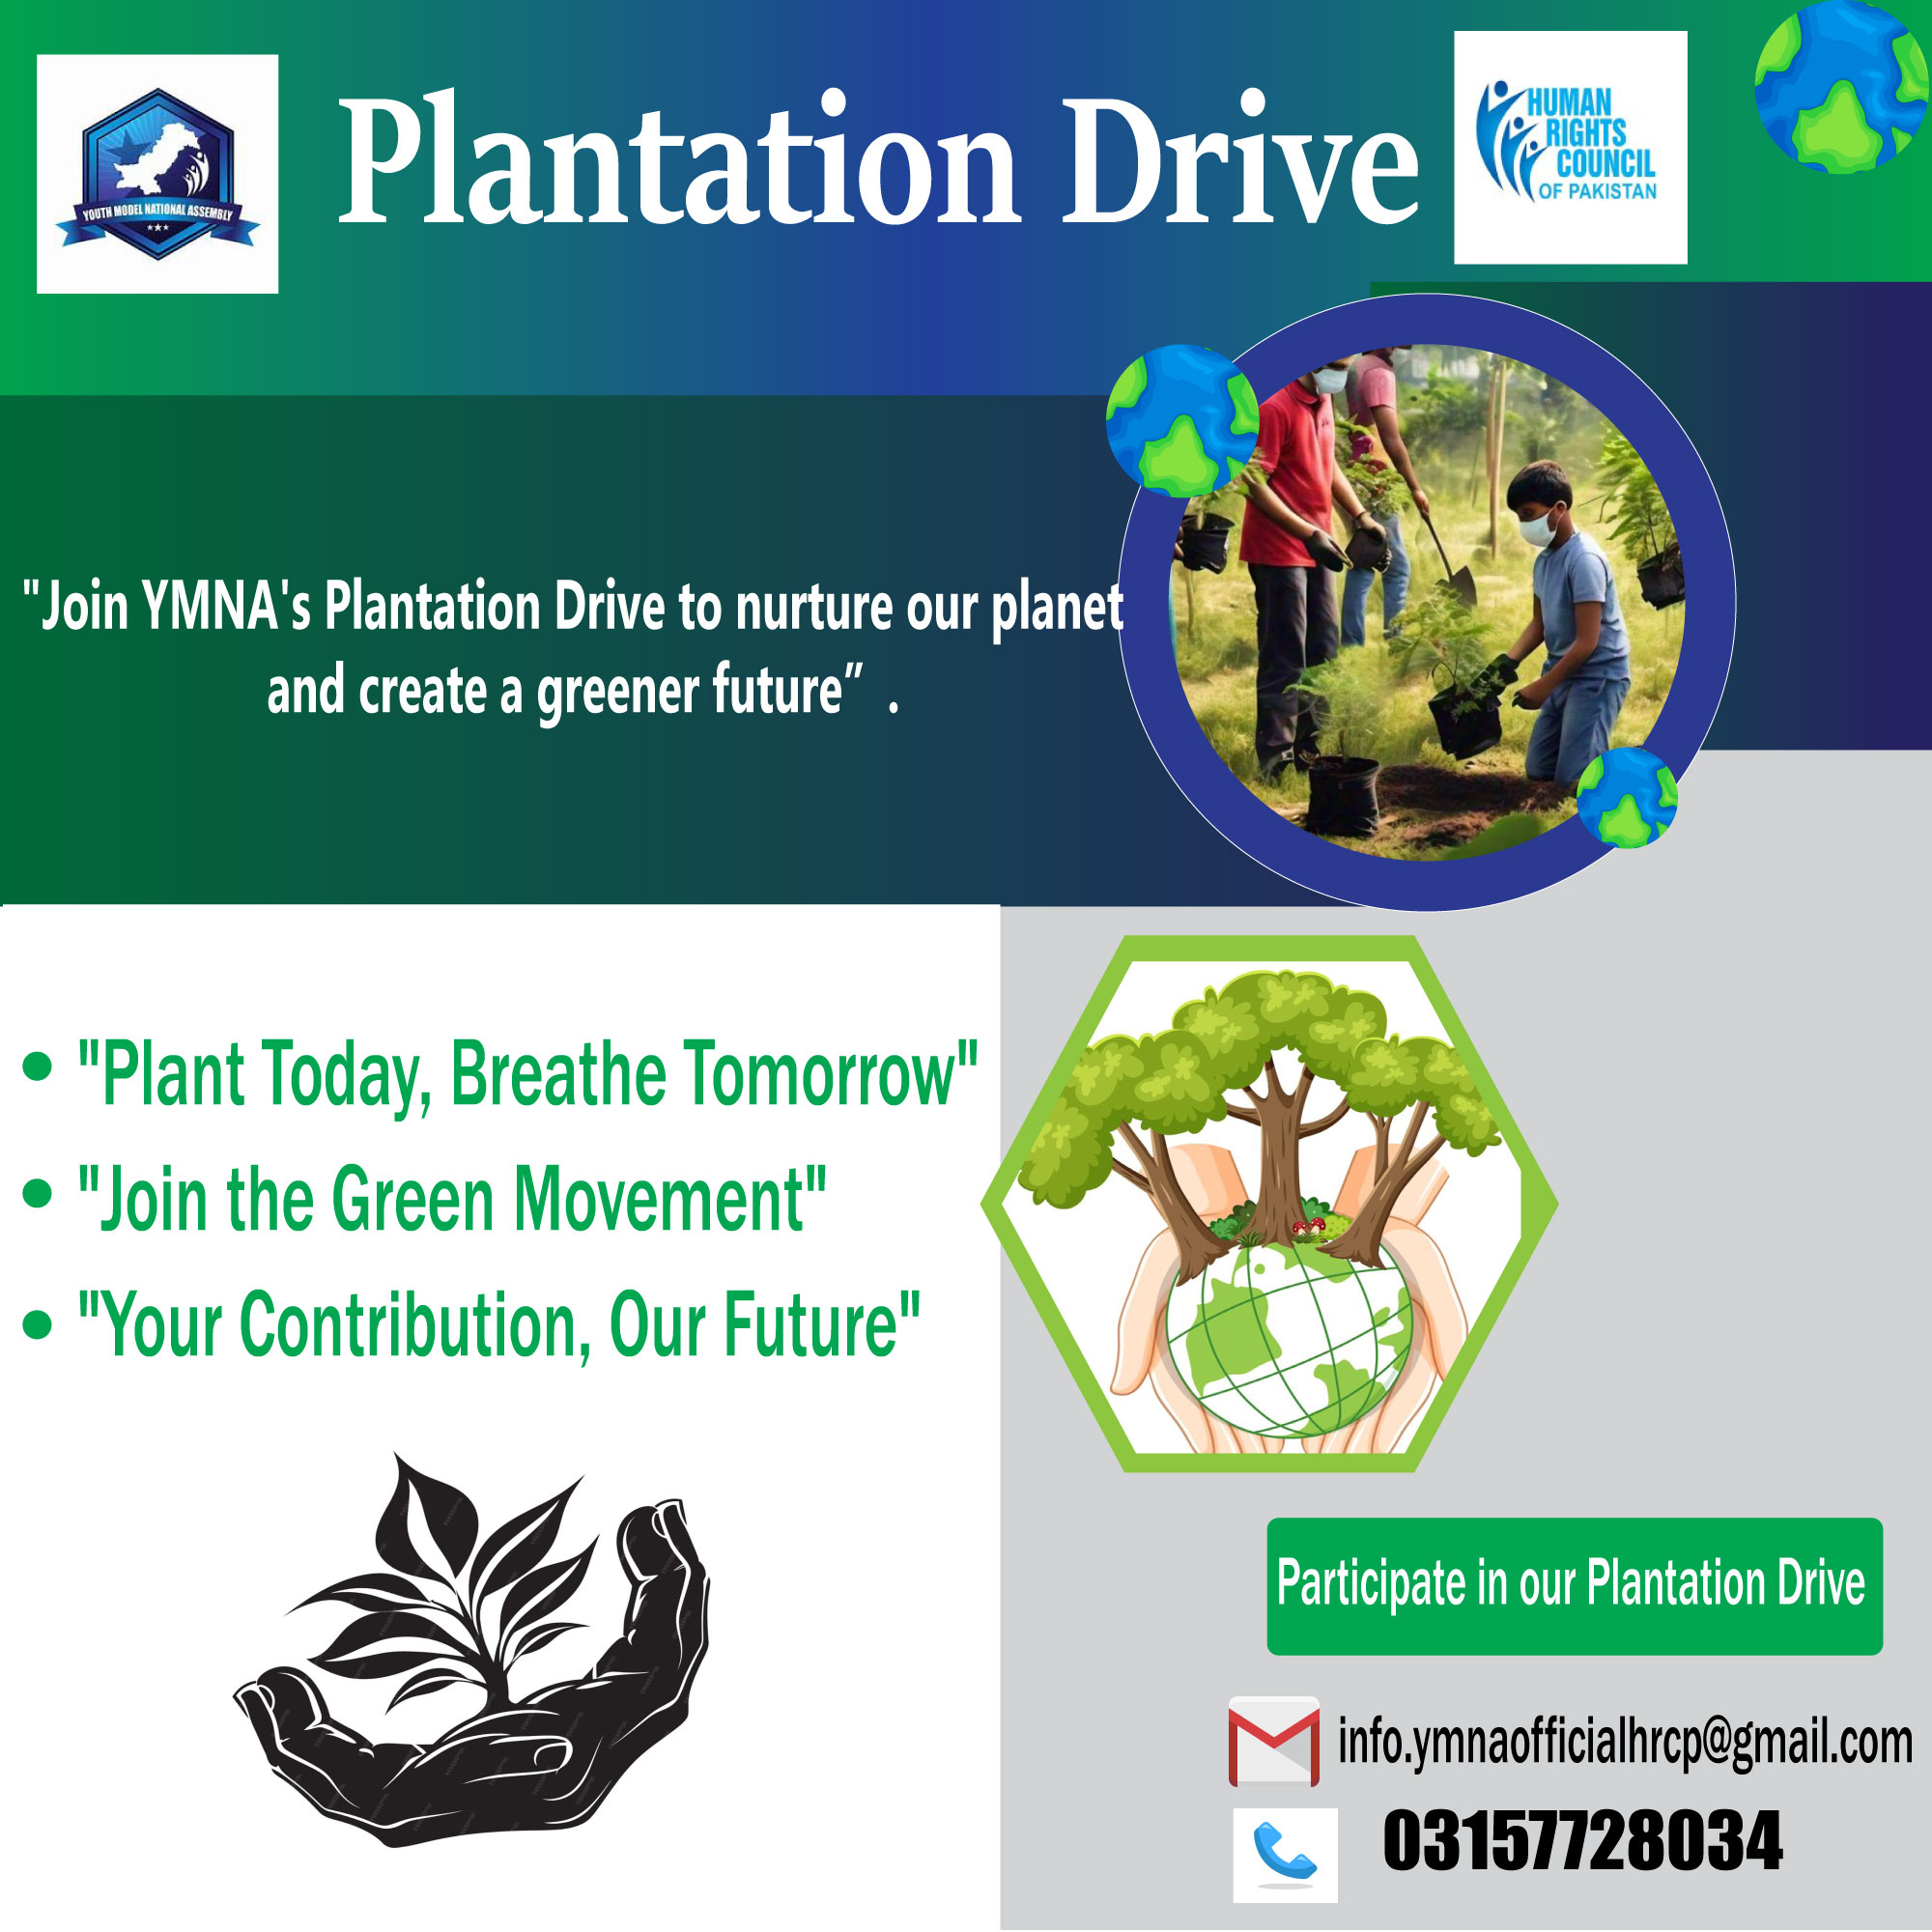 YOUTH MODEL NATIONAL ASSEMBLY
Plantation Drive
HUMAN
RIGHTS
COUNCIL
OF PAKISTAN
"Join YMNA's Plantation Drive to nurture our planet
and create a greener future” .
• "Plant Today, Breathe Tomorrow"
• "Join the Green Movement"
• "Your Contribution, Our Future"
Participate in our Plantation Drive
info.ymnaofficialhrcp@gmail.com
03157728034